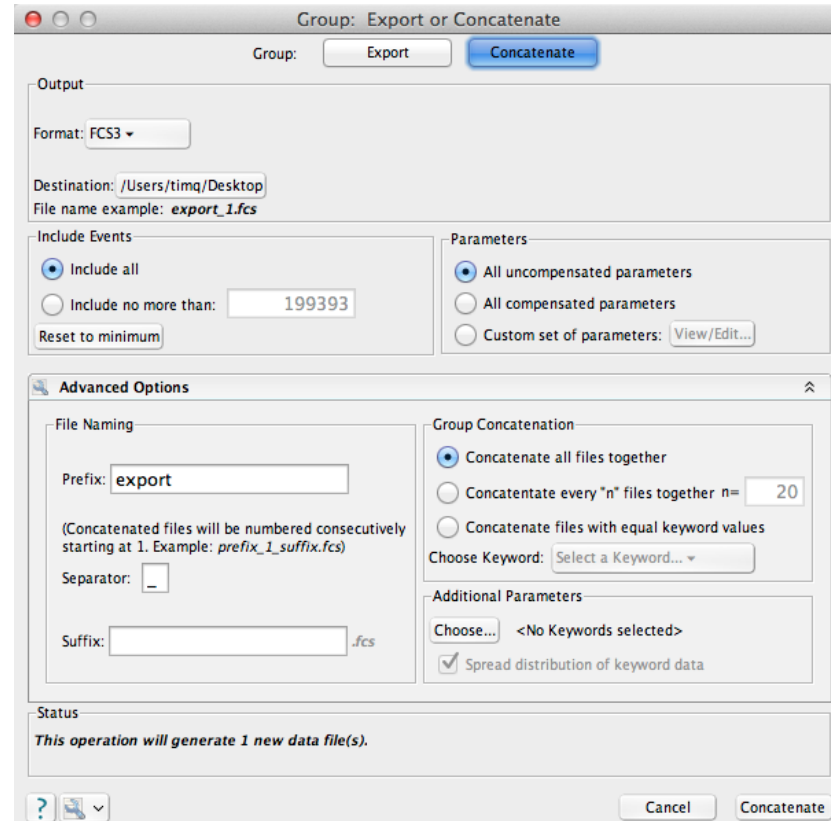 Group: Export or Concatenate
Group: Export Concatenate
Output
Format: FCS3
Destination: /Users/timq/Desktop
File name example: export_1.fcs
Include Events
Include all
Include no more than: 199393
Reset to minimum
Parameters
All uncompensated parameters
All compensated parameters
Custom set of parameters: View/Edit...
Advanced Options
File Naming
Prefix: export
(Concatenated files will be numbered consecutively
starting at 1. Example: prefix_1_suffix.fcs)
Separator: _
Suffix: .fcs
Group Concatenation
Concatenate all files together
Concatentate every "n" files together n= 20
Concatenate files with equal keyword values
Choose Keyword: Select a Keyword...
Additional Parameters
Choose... <No Keywords selected>
Spread distribution of keyword data
Status
This operation will generate 1 new data file(s).
? Cancel Concatenate